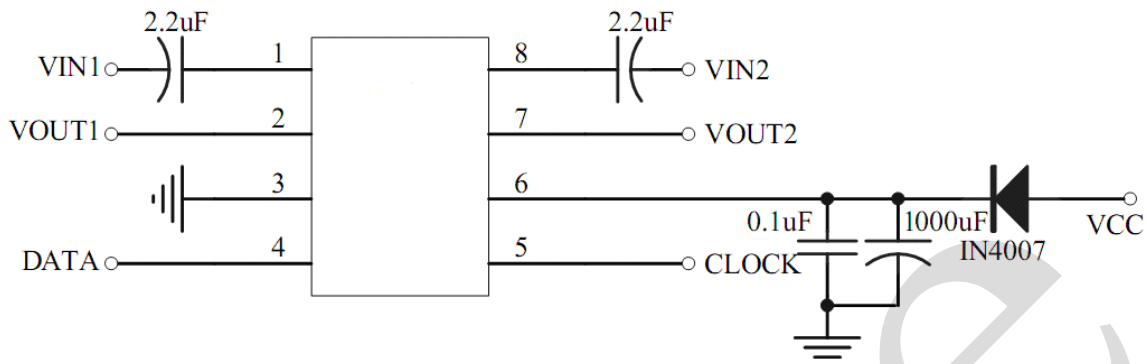 2.2uF 2.2uF
VIN1 1 8 VIN2
VOUT1 2 7 VOUT2
3 6
0.1uF 1000uF VCC
IN4007
DATA 4 5 CLOCK